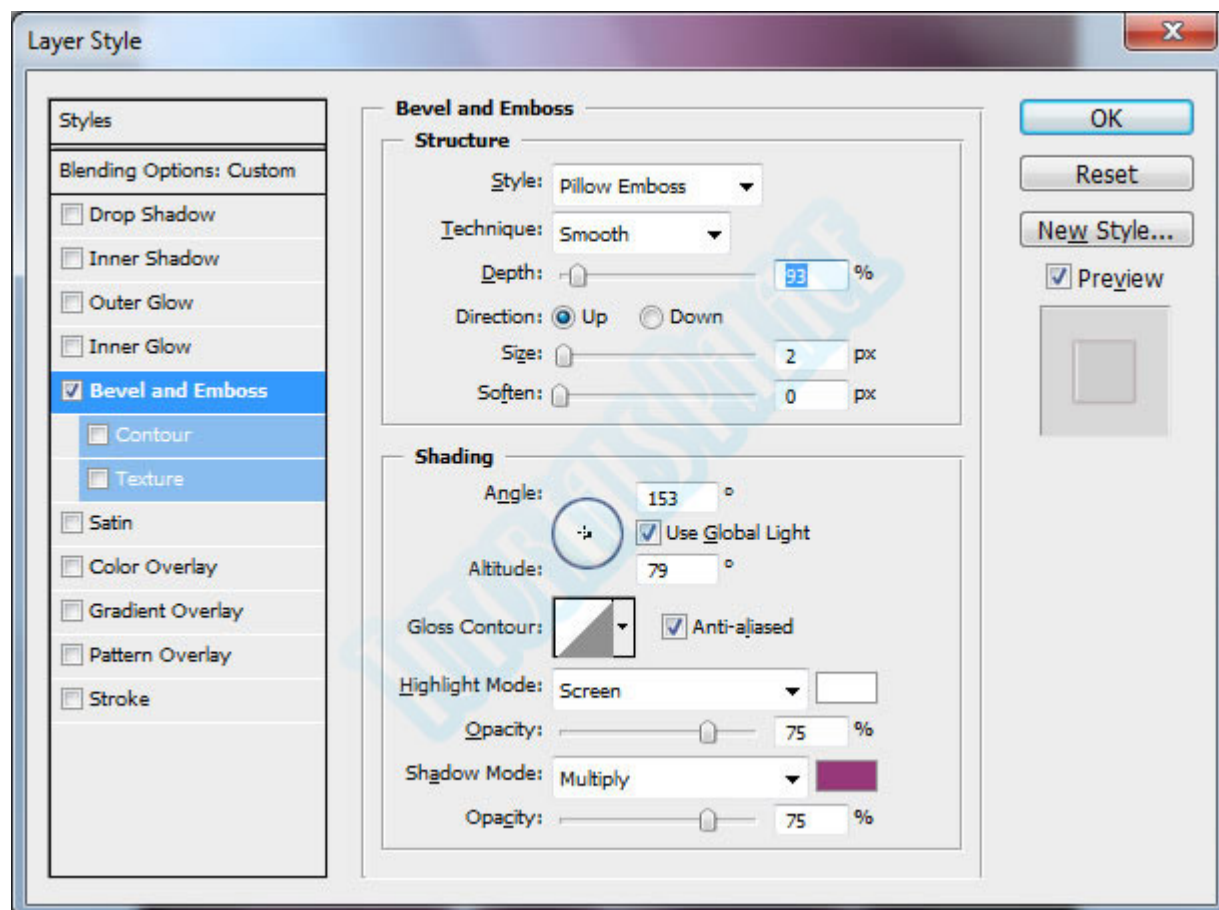 Layer Style
Styles
Blending Options: Custom
Drop Shadow
Inner Shadow
Outer Glow
Inner Glow
Bevel and Emboss
Contour
Texture
Satin
Color Overlay
Gradient Overlay
Pattern Overlay
Stroke
Bevel and Emboss
Structure
Style: Pillow Emboss
Technique: Smooth
Depth: 93 %
Direction: Up Down
Size: 2 px
Soften: 0 px
Shading
Angle: 153 °
Use Global Light
Altitude: 79 °
Gloss Contour: Anti-aliased
Highlight Mode: Screen
Opacity: 75 %
Shadow Mode: Multiply
Opacity: 75 %
OK
Reset
New Style...
Preview